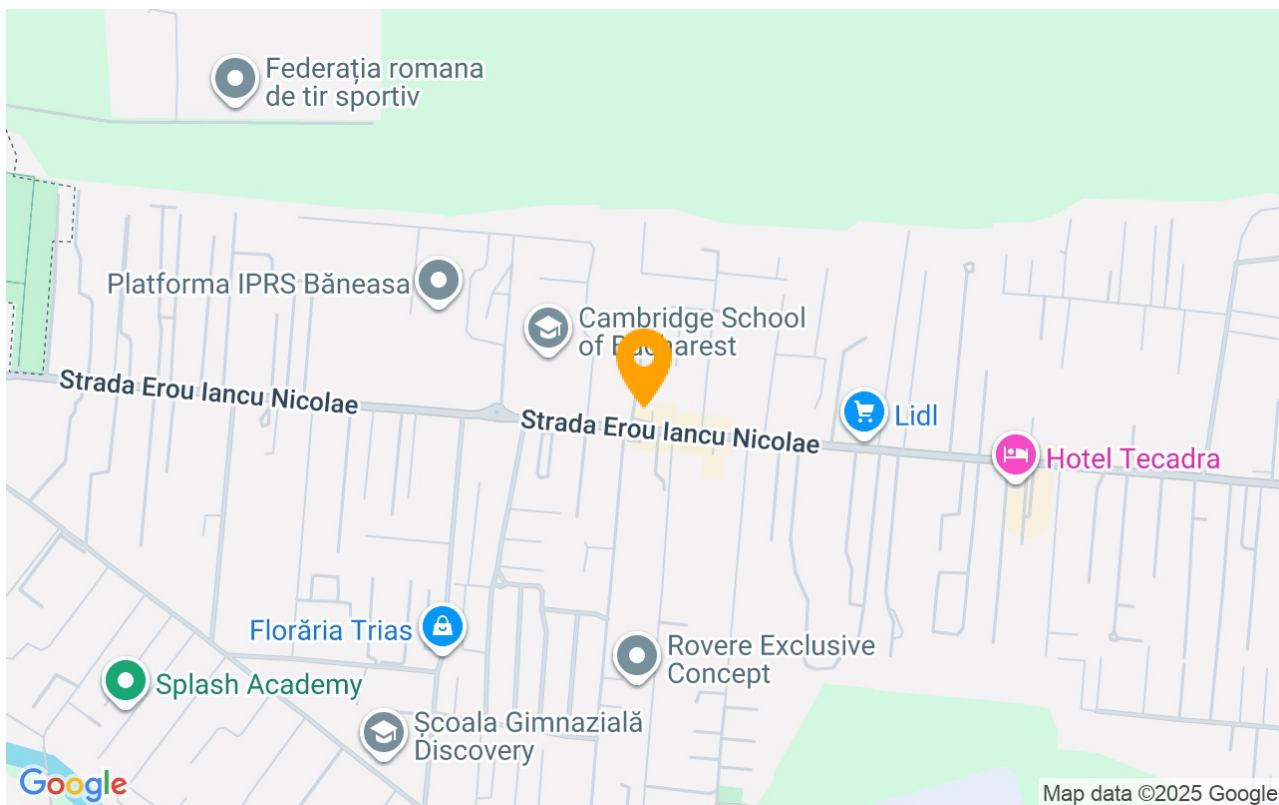 Federația romana
de tir sportiv
Platforma IPRS Băneasa
Cambridge School
of Bucharest
Strada Erou Iancu Nicolae
Strada Erou Iancu Nicolae
Lidl
Hotel Tecadra
Florăria Trias
Rovere Exclusive
Concept
Splash Academy
Școala Gimnazială
Discovery
Google
Map data ©2025 Google